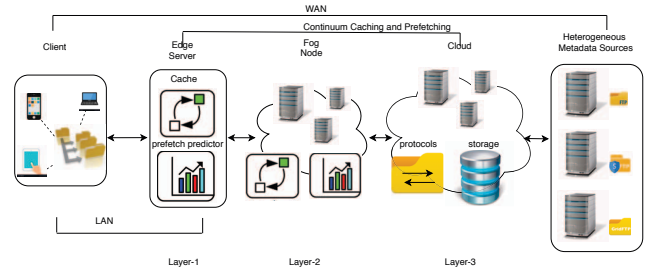 WAN
Continuum Caching and Prefetching
Client
Edge
Server
Fog
Node
Cloud
Heterogeneous
Metadata Sources
Cache
prefetch predictor
protocols
storage
LAN
Layer-1
Layer-2
Layer-3